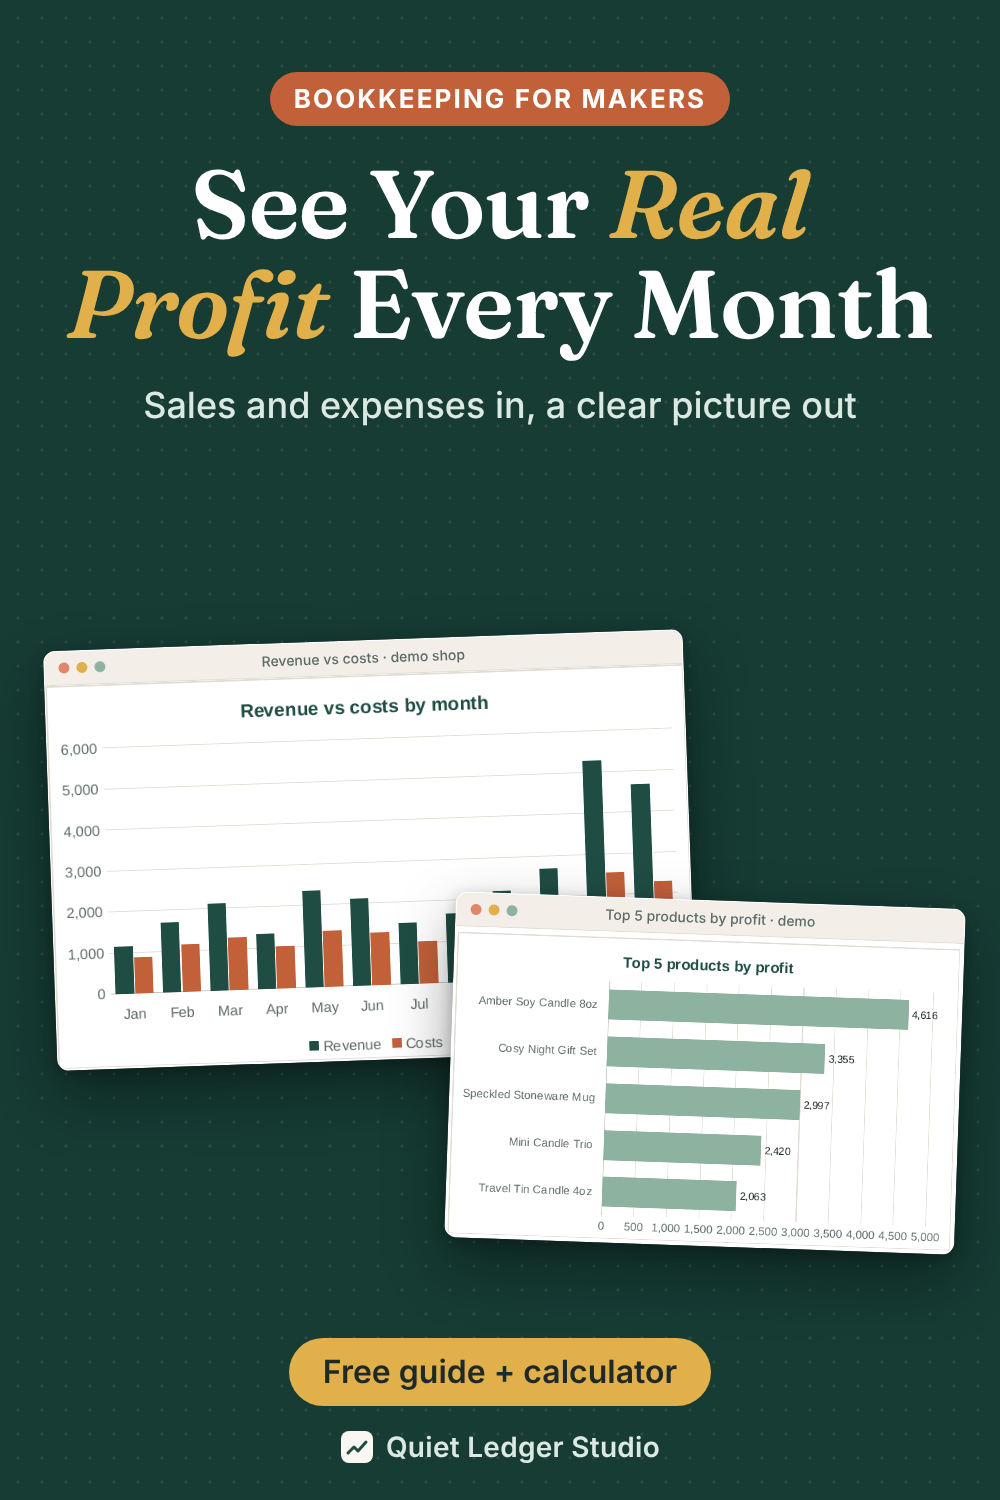 BOOKKEEPING FOR MAKERS
See Your Real
Profit Every Month
Sales and expenses in, a clear picture out
Revenue vs costs · demo shop
Revenue vs costs by month
6,000
5,000
4,000
3,000
2,000
1,000
0
Jan Feb Mar Apr May Jun Jul
Revenue Costs
Top 5 products by profit · demo
Top 5 products by profit
Amber Soy Candle 8oz 4,616
Cosy Night Gift Set 3,355
Speckled Stoneware Mug 2,997
Mini Candle Trio 2,420
Travel Tin Candle 4oz 2,063
0 500 1,000 1,500 2,000 2,500 3,000 3,500 4,000 4,500 5,000
Free guide + calculator
Quiet Ledger Studio